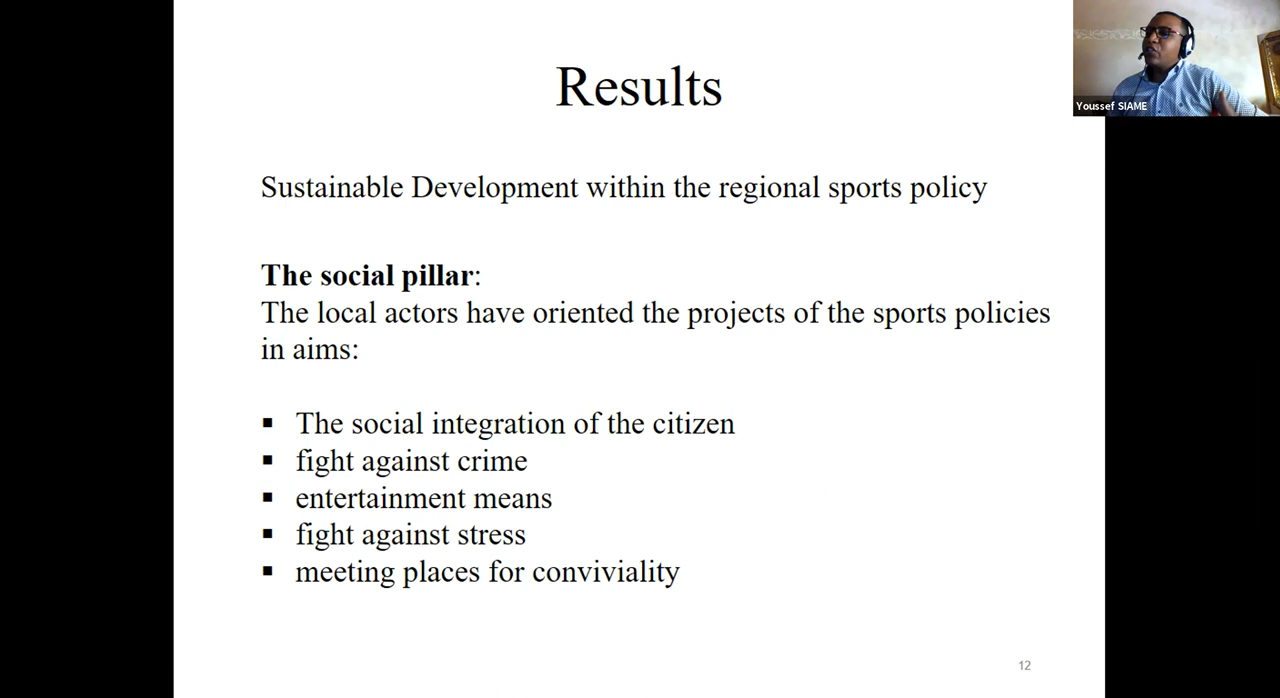 Results
Youssef SIAME
Sustainable Development within the regional sports policy
The social pillar:
The local actors have oriented the projects of the sports policies
in aims:
▪ The social integration of the citizen
▪ fight against crime
▪ entertainment means
▪ fight against stress
▪ meeting places for conviviality
12